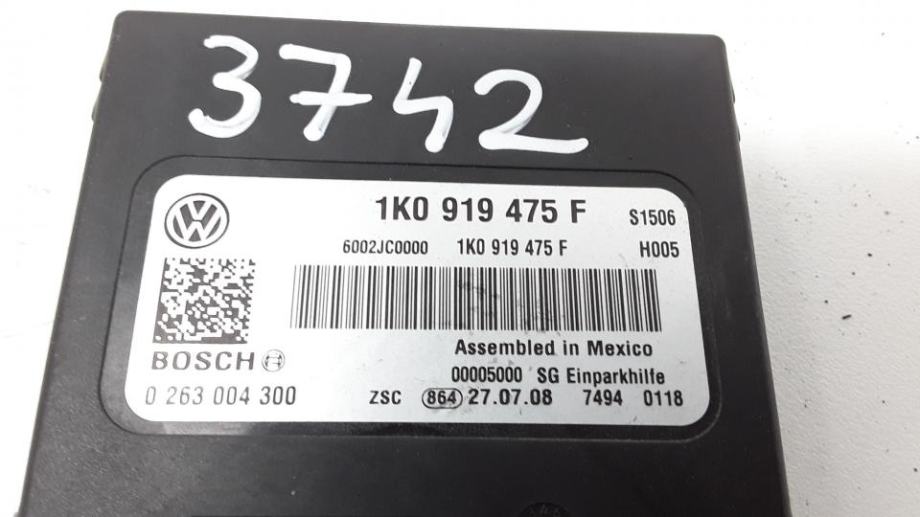 3742
1K0 919 475 F S1506
6002JC0000 1K0 919 475 F H005
BOSCH
Assembled in Mexico
00005000 SG Einparkhilfe
0 263 004 300 ZSC 864 27.07.08 7494 0118